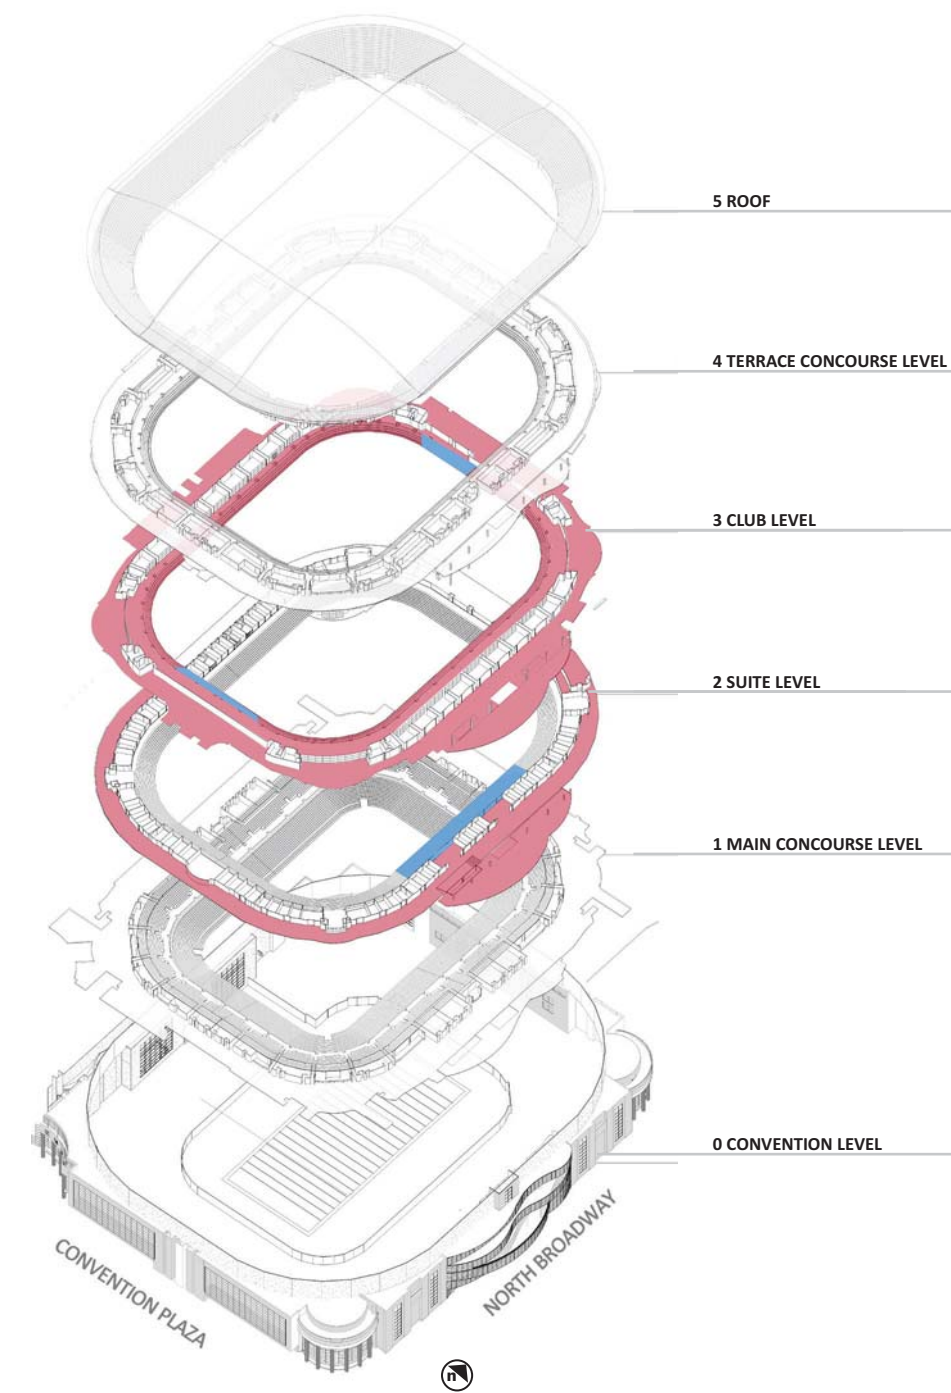 5 ROOF
4 TERRACE CONCOURSE LEVEL
3 CLUB LEVEL
2 SUITE LEVEL
1 MAIN CONCOURSE LEVEL
0 CONVENTION LEVEL
CONVENTION PLAZA
NORTH BROADWAY
n